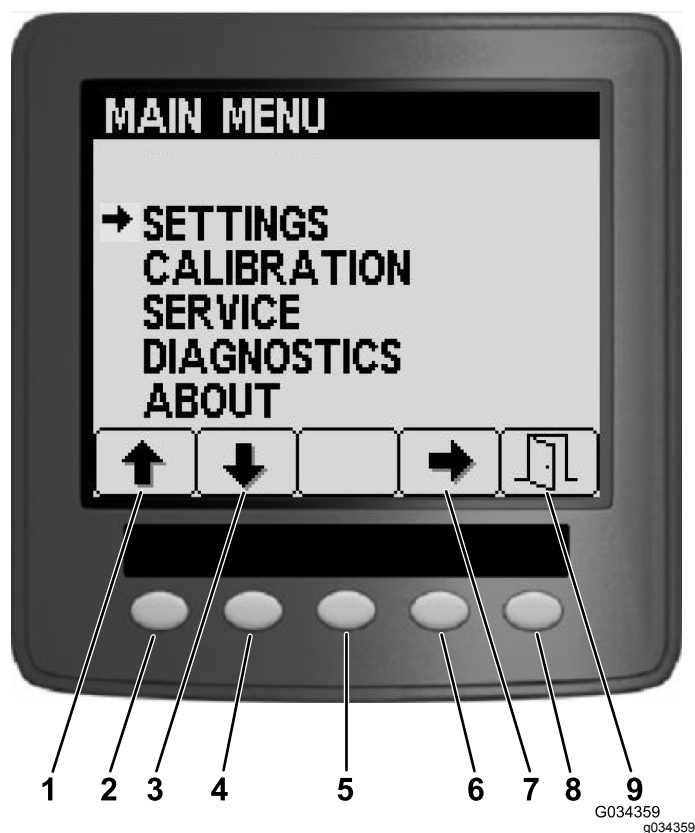 MAIN MENU
SETTINGS
CALIBRATION
SERVICE
DIAGNOSTICS
ABOUT
1 2 3 4 5 6 7 8 9
G034359
g034359